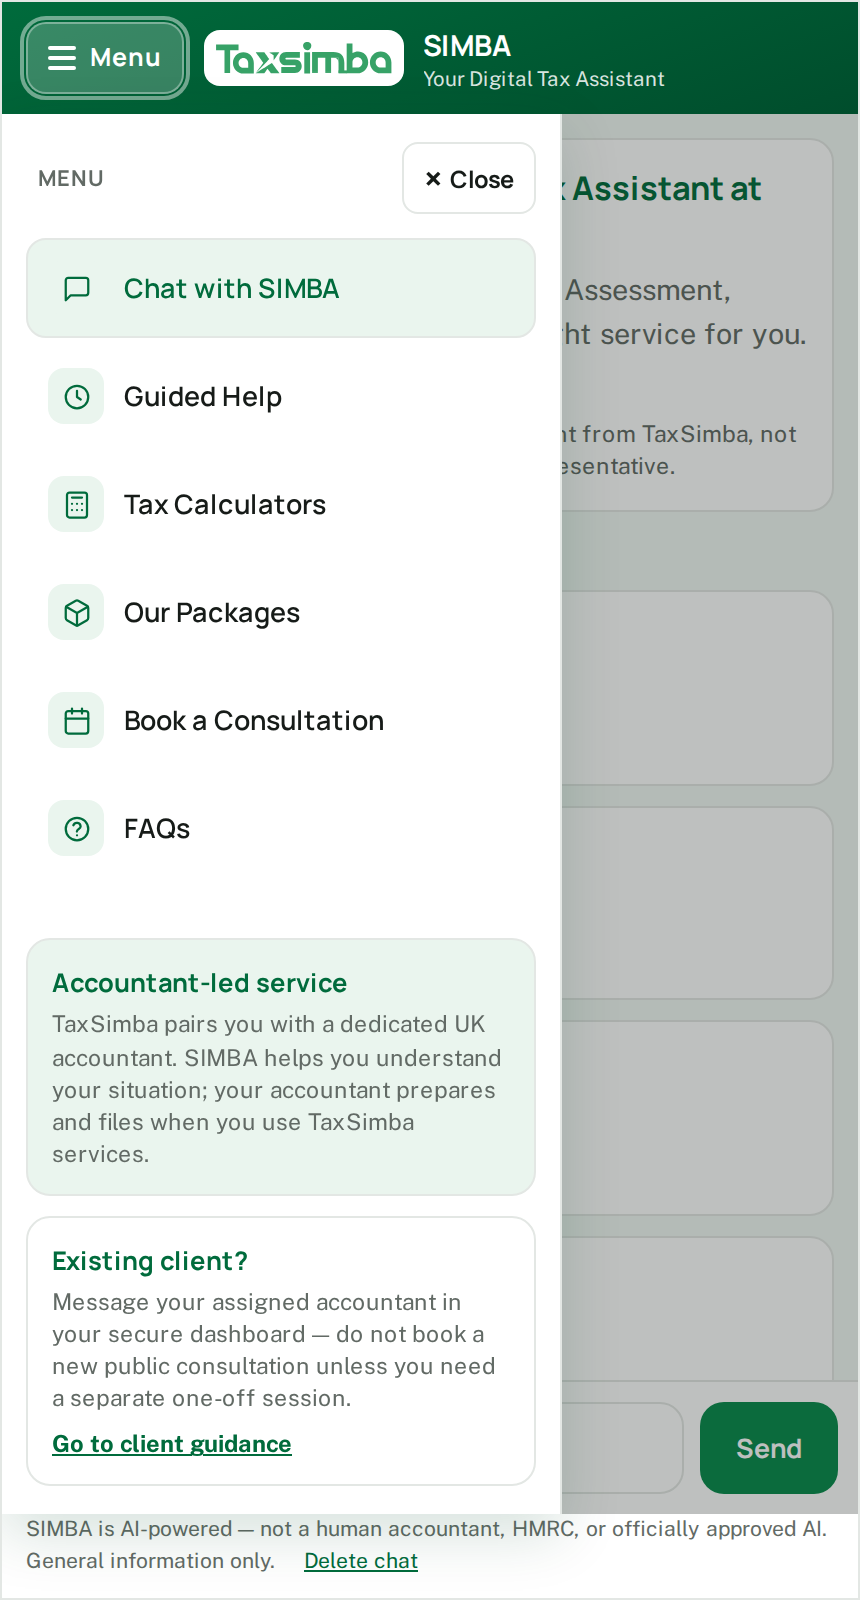 Menu
Taxsimba
SIMBA
Your Digital Tax Assistant
MENU
× Close
Assistant at
Chat with SIMBA
Assessment,
ht service for you.
Guided Help
nt from TaxSimba, not
esentative.
Tax Calculators
Our Packages
Book a Consultation
FAQs
Accountant-led service
TaxSimba pairs you with a dedicated UK
accountant. SIMBA helps you understand
your situation; your accountant prepares
and files when you use TaxSimba
services.
Existing client?
Message your assigned accountant in
your secure dashboard — do not book a
new public consultation unless you need
a separate one-off session.
Go to client guidance
Send
SIMBA is AI-powered — not a human accountant, HMRC, or officially approved AI.
General information only. Delete chat